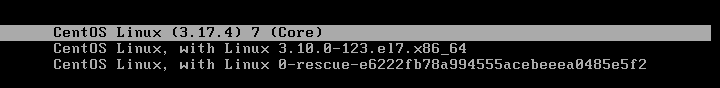 CentOS Linux (3.17.4) 7 (Core)
CentOS Linux, with Linux 3.10.0-123.el7.x86_64
CentOS Linux, with Linux 0-rescue-e6222fb78a994555acebeeea0485e5f2